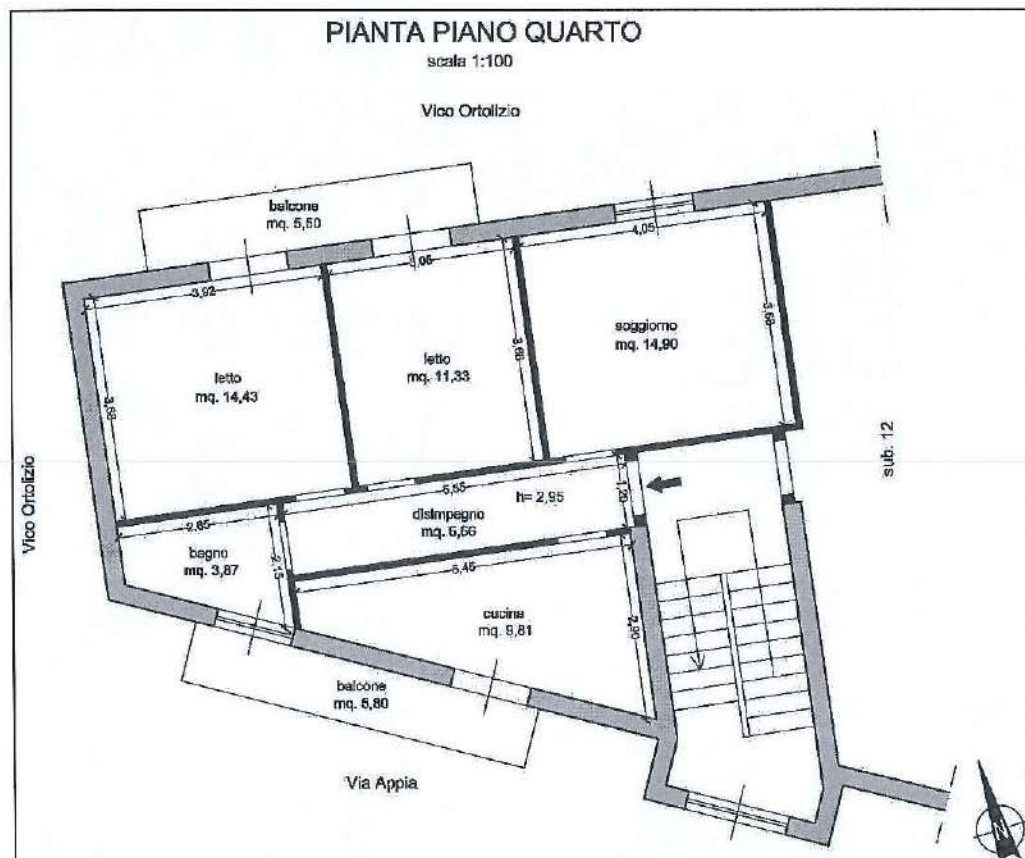 PIANTA PIANO QUARTO
scala 1:100
Vico Ortolizio
balcone
mq. 5,50
4,05
3,05
3,92
soggiorno
mq. 14,90
3,68
letto
mq. 11,33
3,68
letto
mq. 14,43
3,68
sub. 12
Vico Ortolizio
5,55
h= 2,95
1,20
disimpegno
mq. 6,66
2,65
bagno
mq. 3,87
2,15
5,45
cucina
mq. 9,81
2,90
balcone
mq. 5,80
Via Appia
N